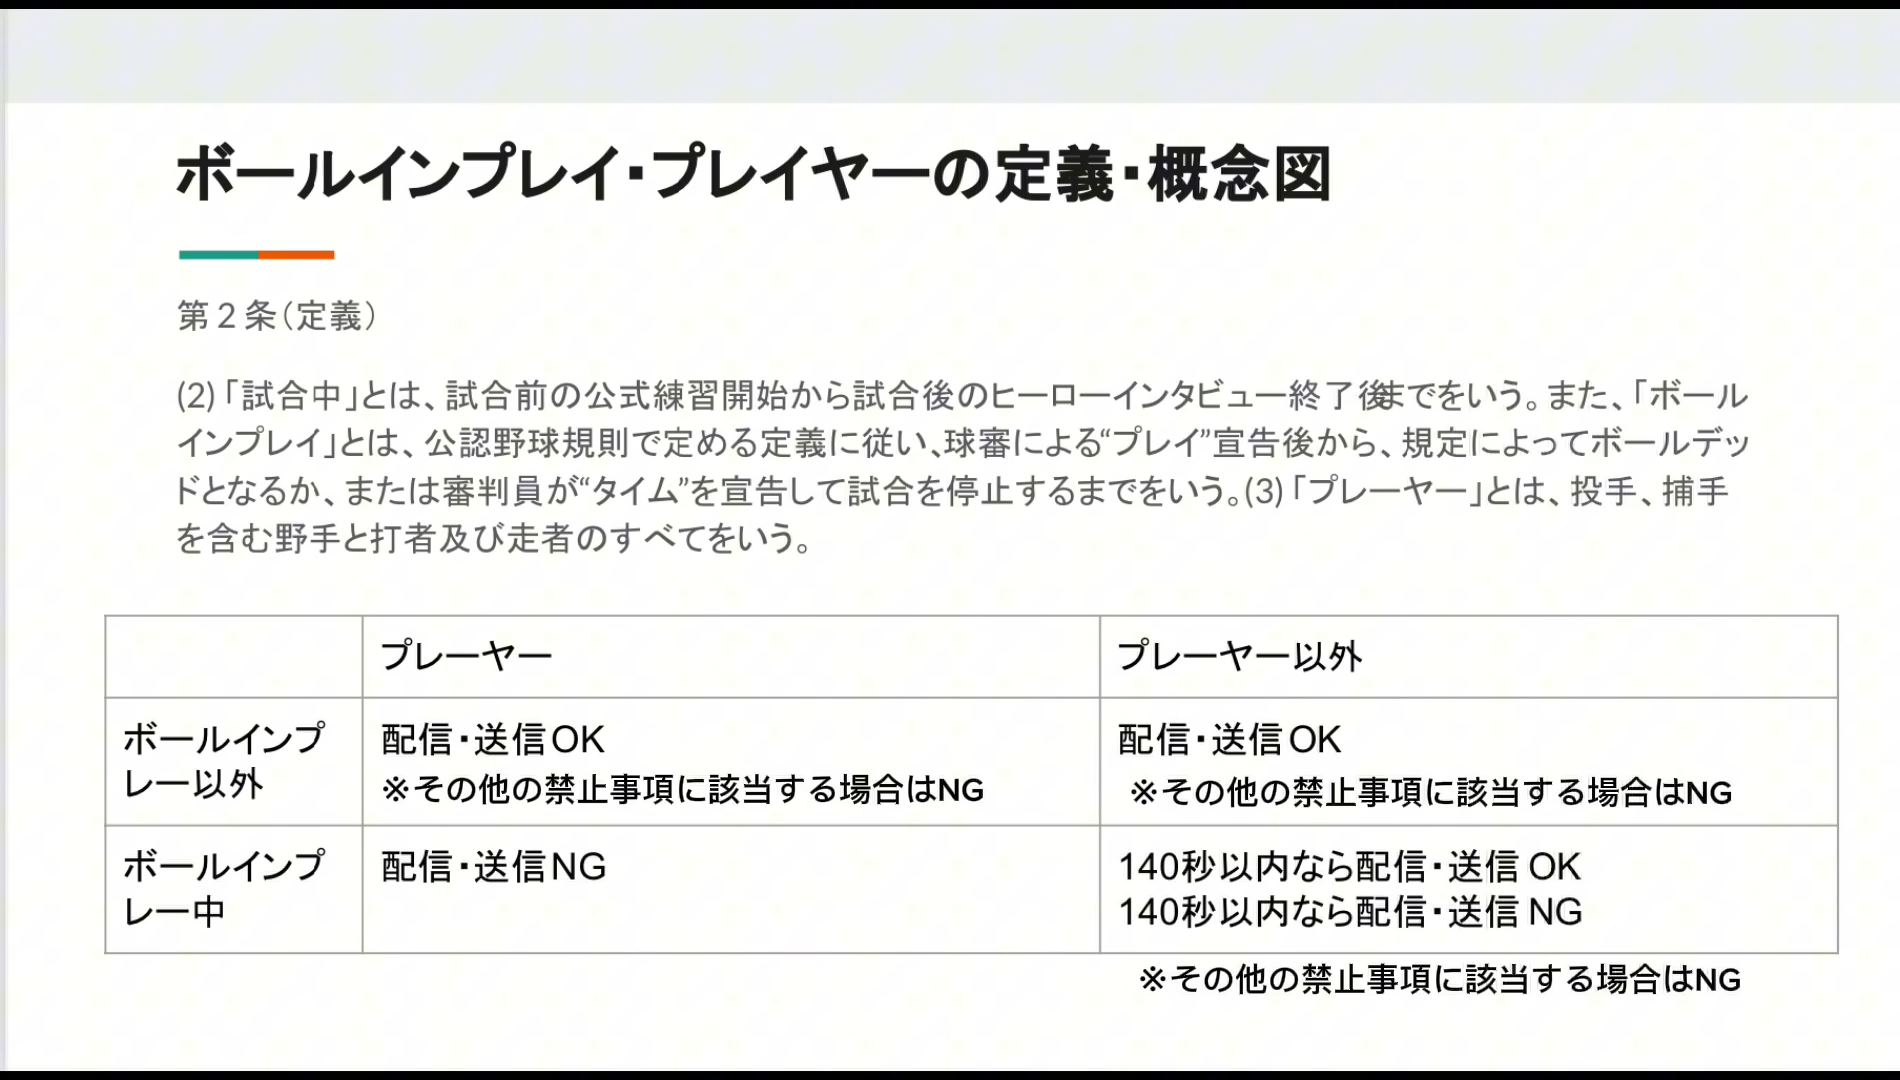 ボールインプレイ・プレイヤーの定義・概念図
第2条（定義）
(2)「試合中」とは、試合前の公式練習開始から試合後のヒーローインタビュー終了後までをいう。また、「ボール
インプレイ」とは、公認野球規則で定める定義に従い、球審による“プレイ”宣告後から、規定によってボールデッ
ドとなるか、または審判員が“タイム”を宣告して試合を停止するまでをいう。(3)「プレーヤー」とは、投手、捕手
を含む野手と打者及び走者のすべてをいう。
プレーヤー
プレーヤー以外
ボールインプ
レー以外
配信・送信OK
※その他の禁止事項に該当する場合はNG
配信・送信OK
※その他の禁止事項に該当する場合はNG
ボールインプ
レー中
配信・送信NG
140秒以内なら配信・送信 OK
140秒以内なら配信・送信 NG
※その他の禁止事項に該当する場合はNG